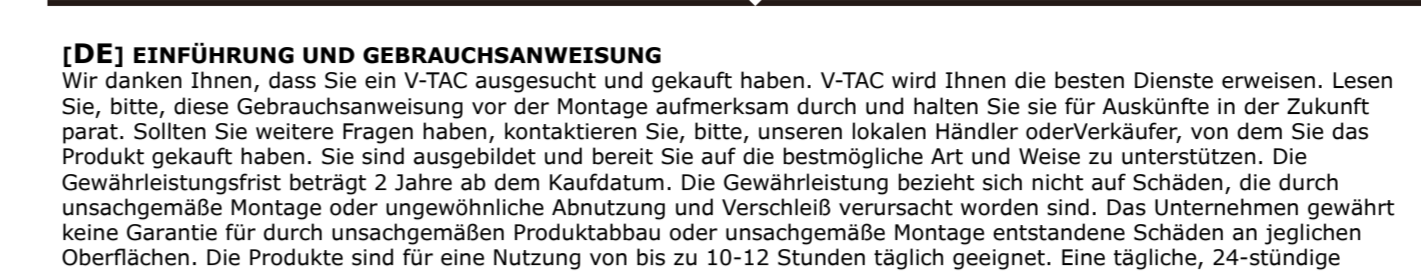 [DE] EINFÜHRUNG UND GEBRAUCHSANWEISUNG
Wir danken Ihnen, dass Sie ein V-TAC ausgesucht und gekauft haben. V-TAC wird Ihnen die besten Dienste erweisen. Lesen
Sie, bitte, diese Gebrauchsanweisung vor der Montage aufmerksam durch und halten Sie sie für Auskünfte in der Zukunft
parat. Sollten Sie weitere Fragen haben, kontaktieren Sie, bitte, unseren lokalen Händler oderVerkäufer, von dem Sie das
Produkt gekauft haben. Sie sind ausgebildet und bereit Sie auf die bestmögliche Art und Weise zu unterstützen. Die
Gewährleistungsfrist beträgt 2 Jahre ab dem Kaufdatum. Die Gewährleistung bezieht sich nicht auf Schäden, die durch
unsachgemäße Montage oder ungewöhnliche Abnutzung und Verschleiß verursacht worden sind. Das Unternehmen gewährt
keine Garantie für durch unsachgemäßen Produktabbau oder unsachgemäße Montage entstandene Schäden an jeglichen
Oberflächen. Die Produkte sind für eine Nutzung von bis zu 10-12 Stunden täglich geeignet. Eine tägliche, 24-stündige